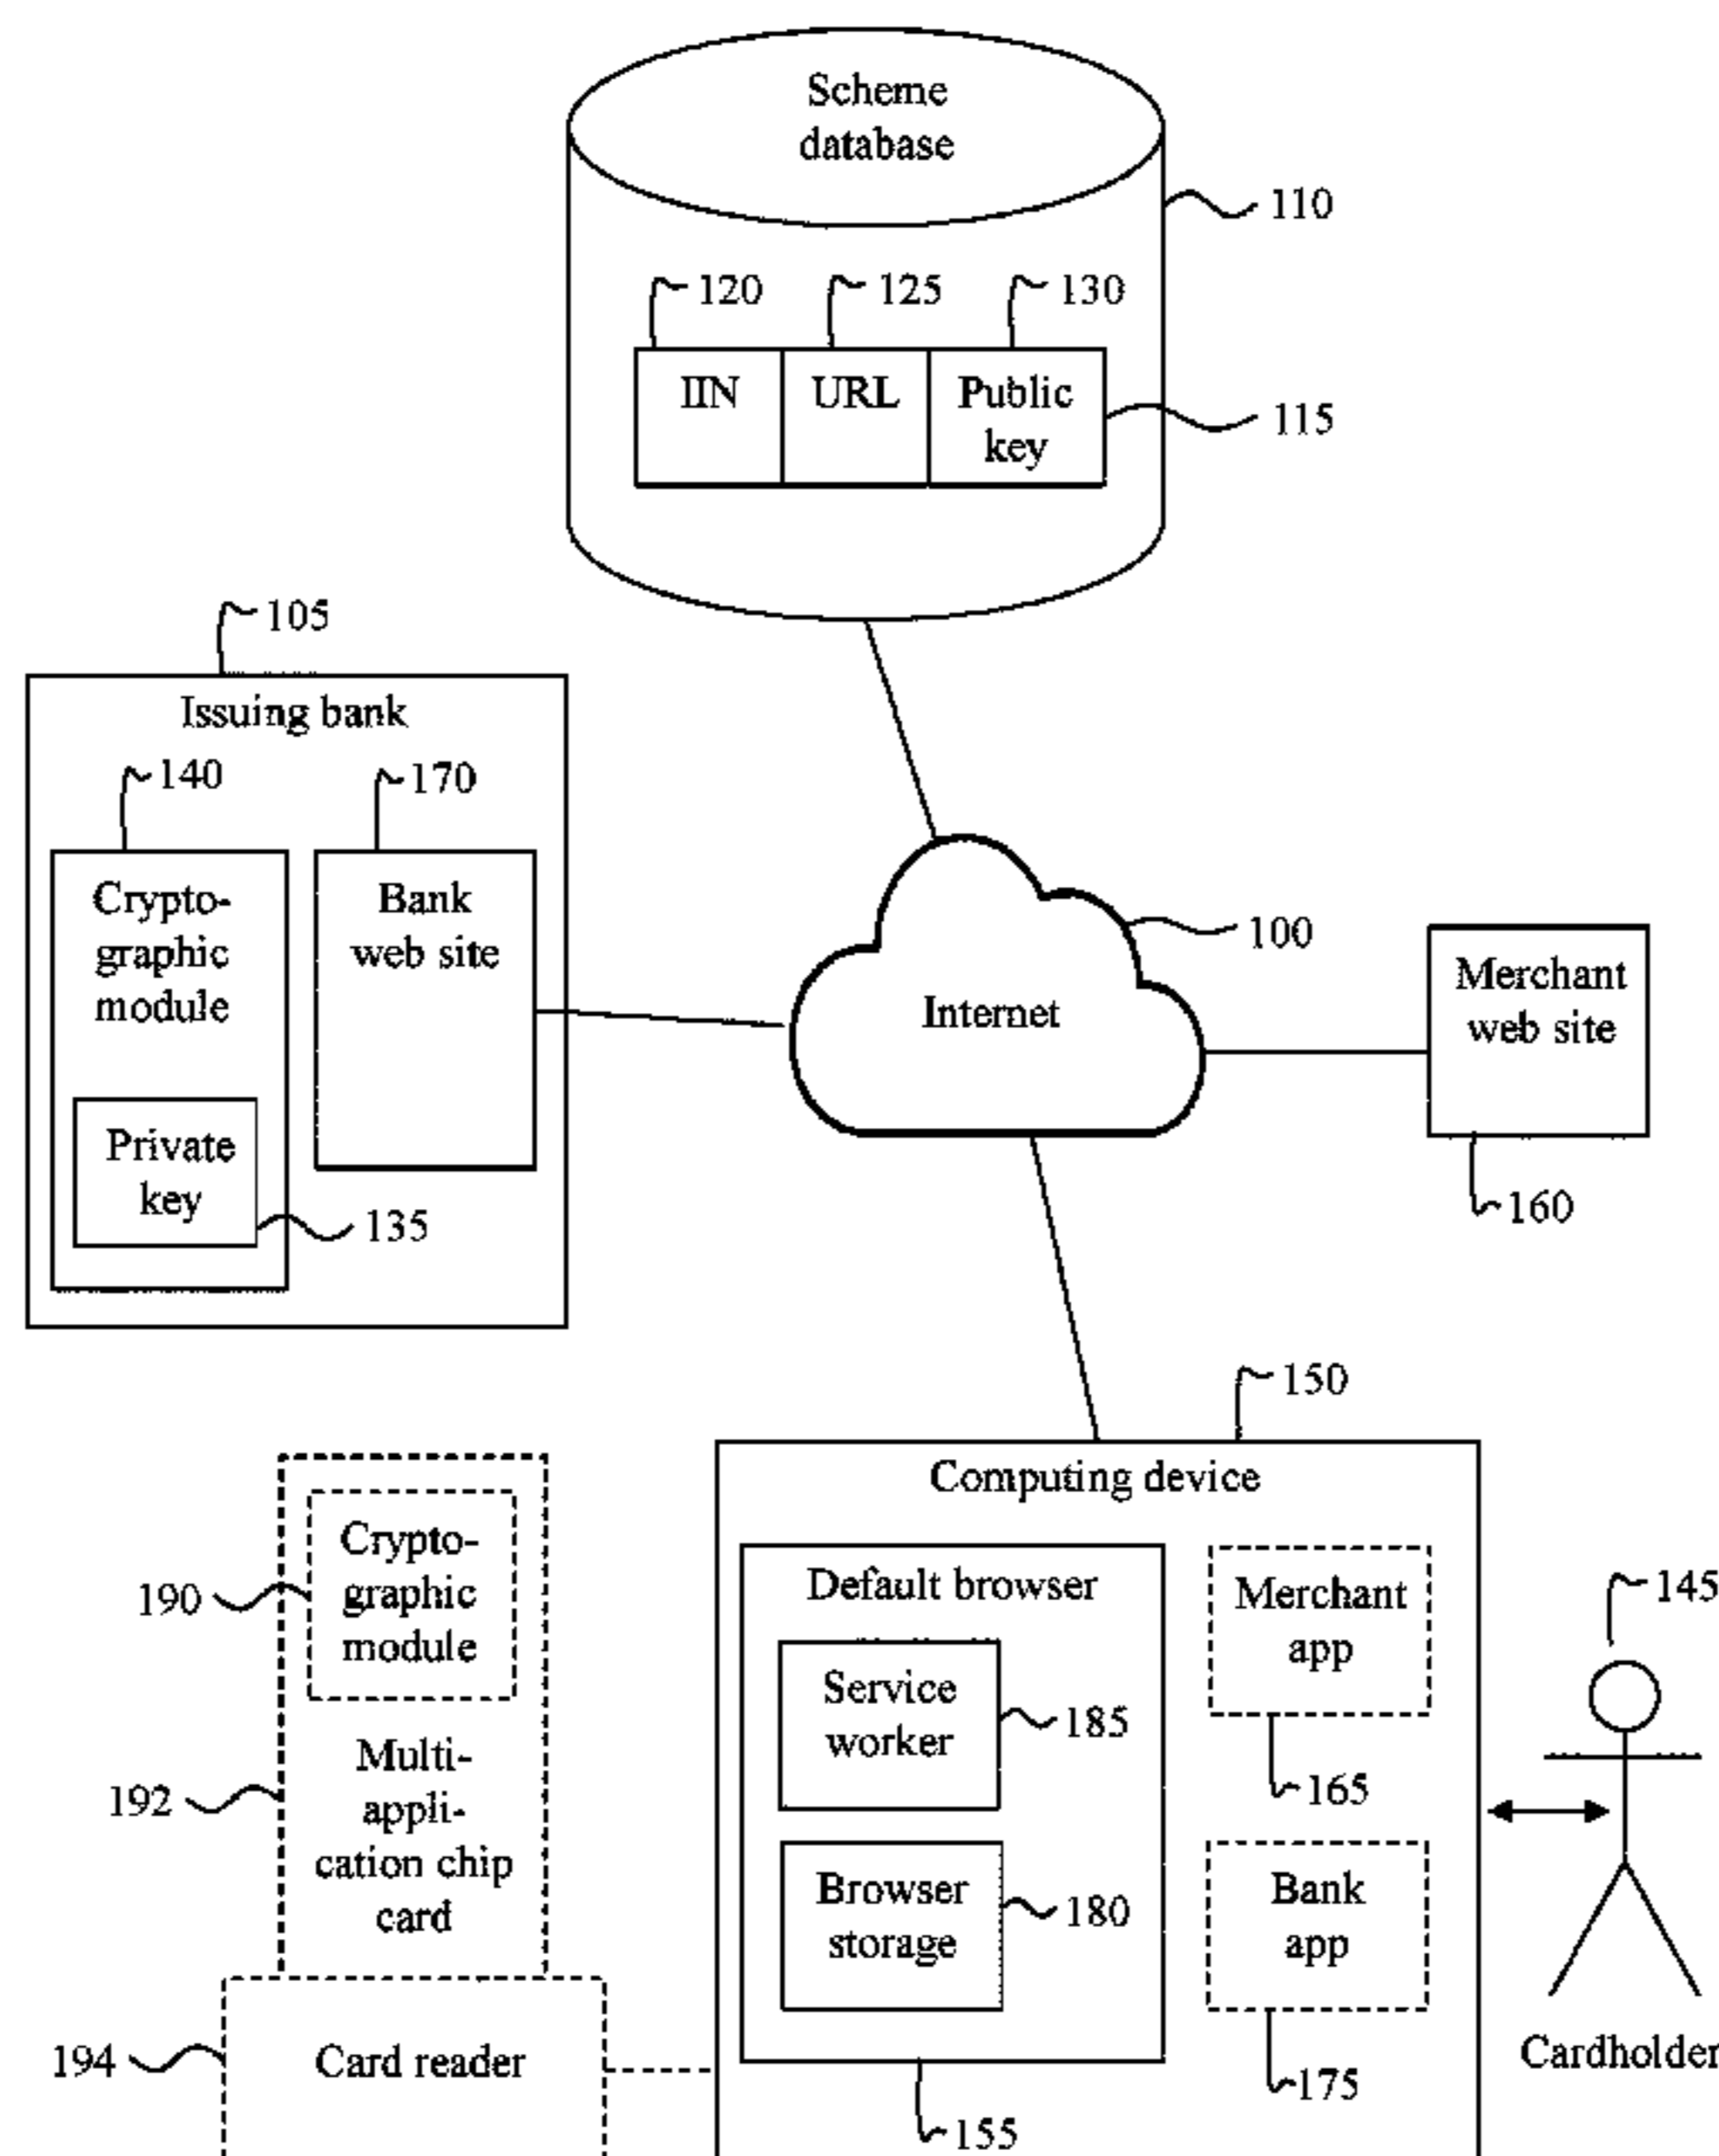 Scheme
database
110
120
125
130
IIN
URL
Public
key
115
105
Issuing bank
140
170
Crypto-
graphic
module
Bank
web site
Private
key
135
100
Internet
Merchant
web site
160
150
Computing device
Crypto-
graphic
module
190
Multi-
appli-
cation chip
card
192
Card reader
194
Default browser
Service
worker
185
Browser
storage
180
155
Merchant
app
165
Bank
app
175
145
Cardholder